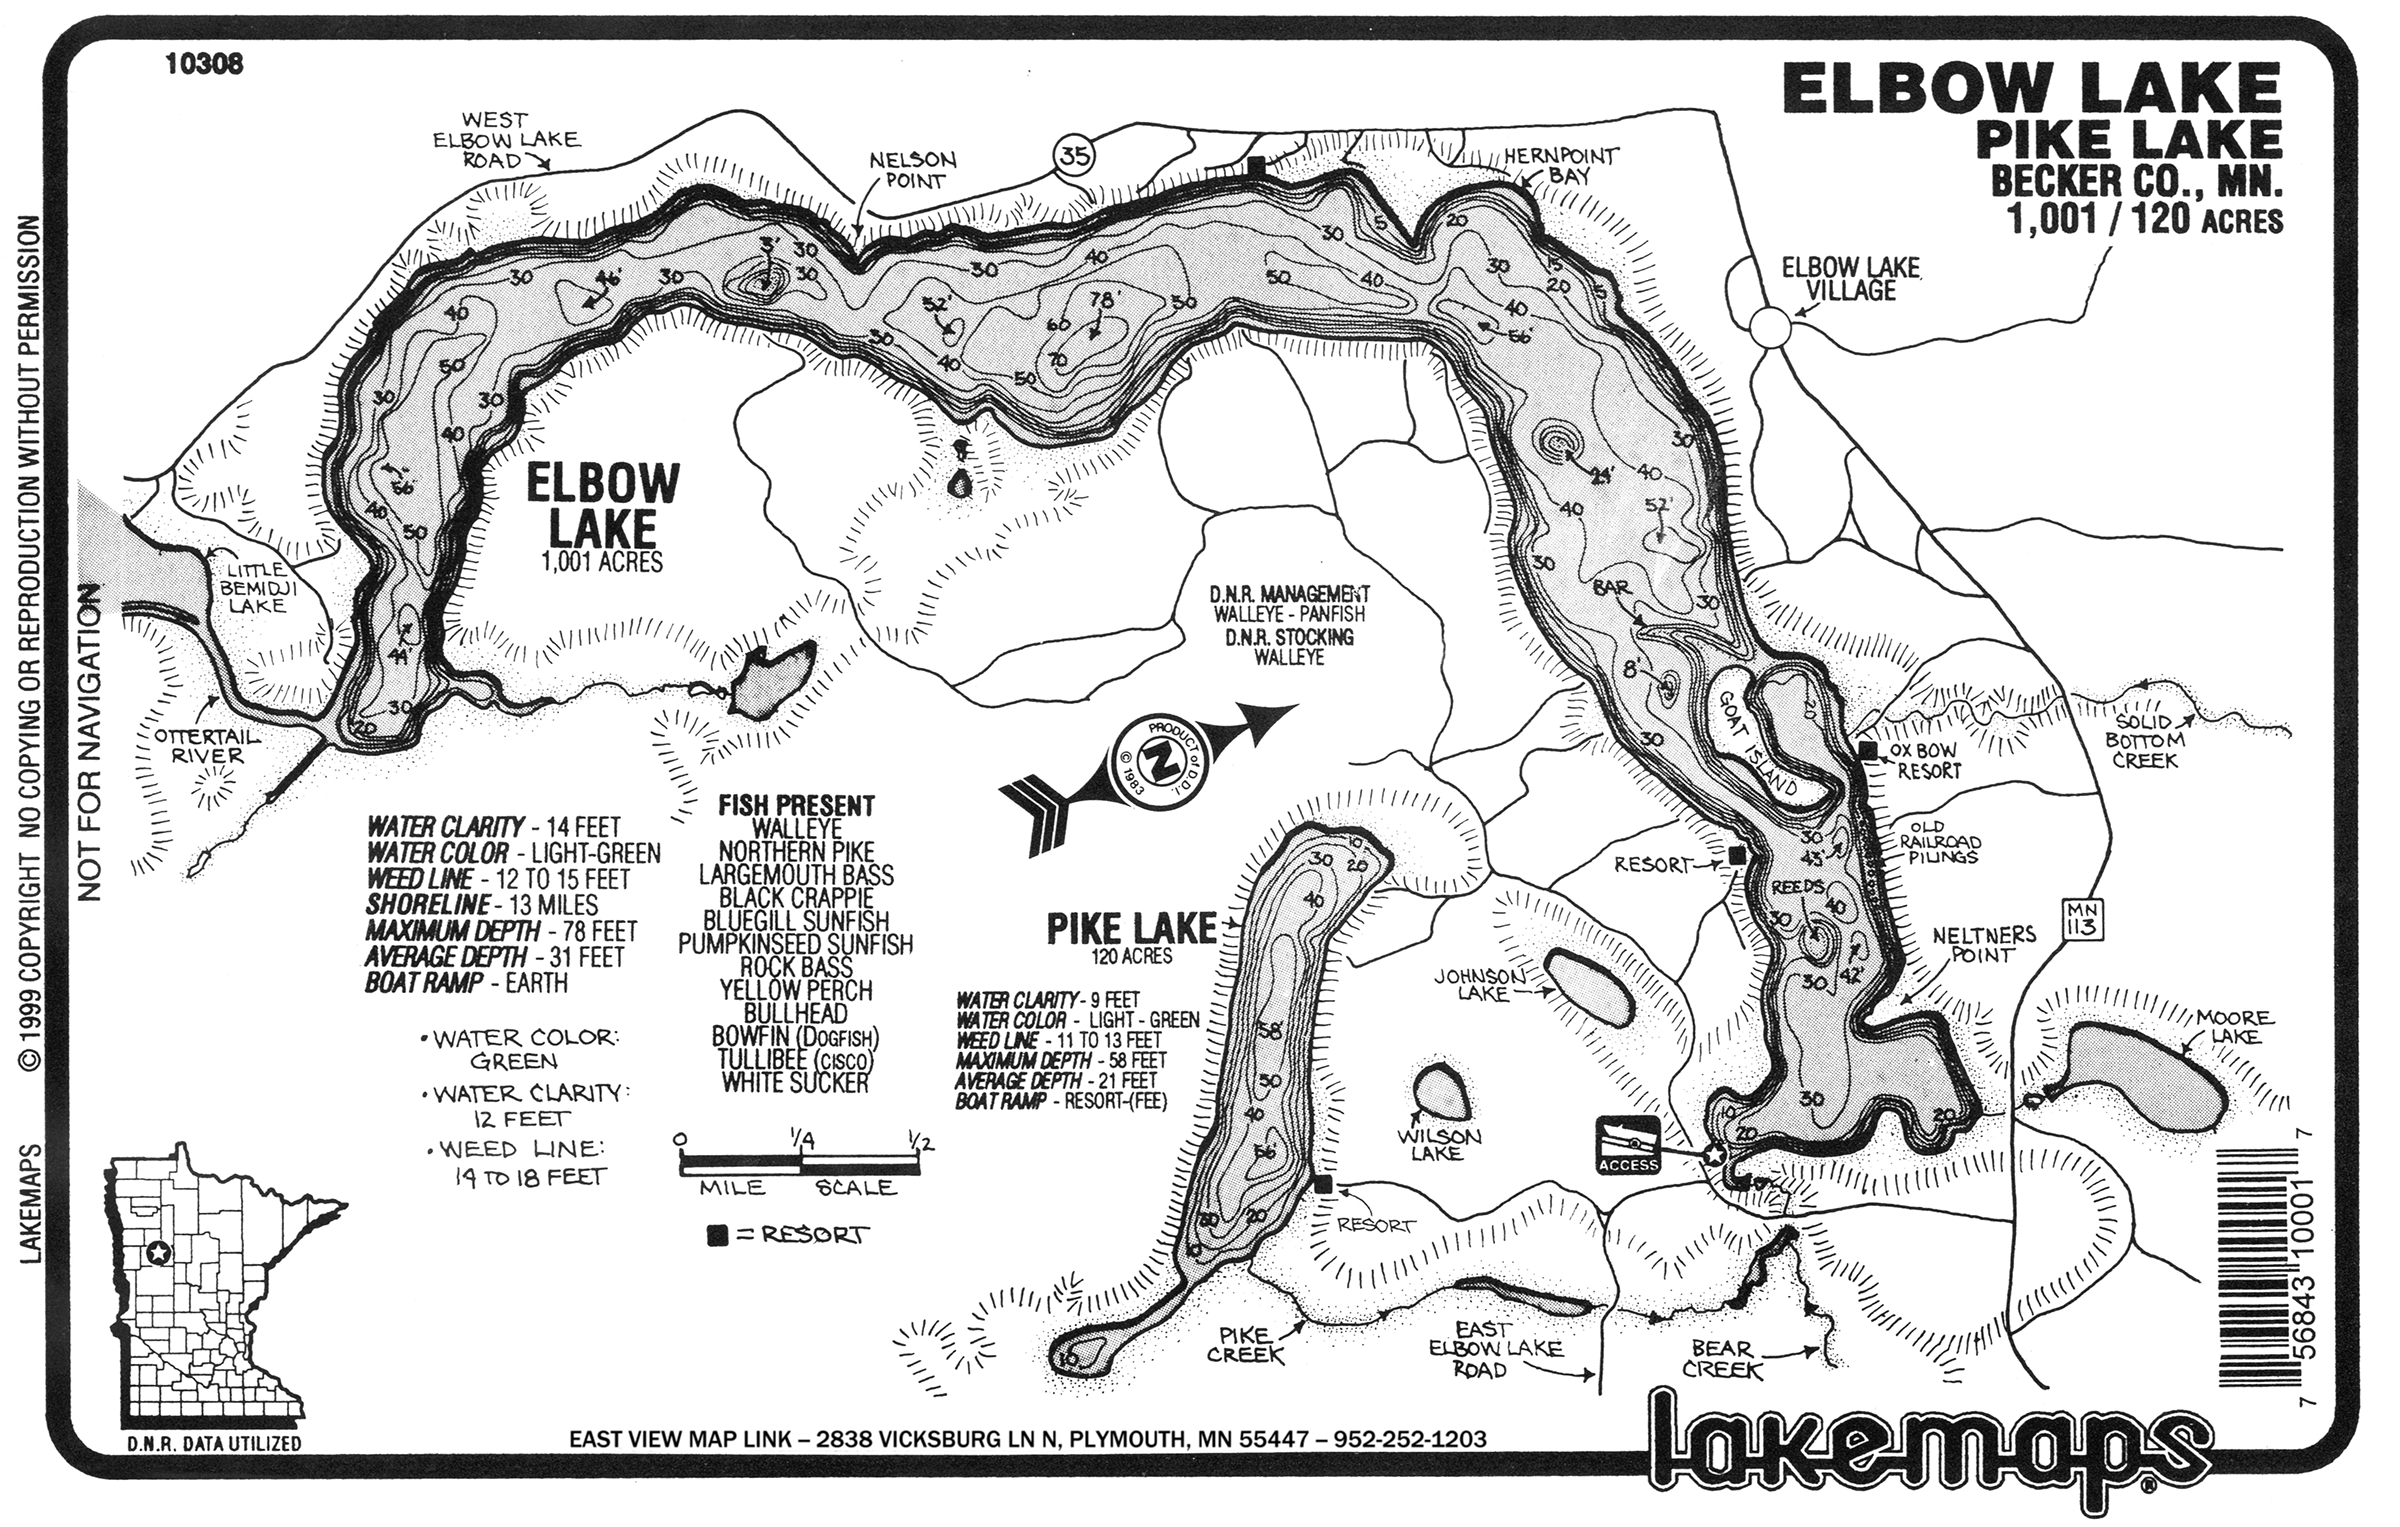 10308
ELBOW LAKE
PIKE LAKE
BECKER CO., MN.
1,001 / 120 ACRES
WEST
ELBOW LAKE
ROAD
NELSON
POINT
35
HERNPOINT
BAY
ELBOW LAKE
VILLAGE
3'
30
30
46'
30
30
40
50
30
30
40
56'
40
50
44'
30
20
30
40
52'
78'
60
70
50
50
40
30
30
5
20
50
40
30
15
20
5
40
56'
30
24'
40
52'
40
30
BAR
30
8'
30
20
GOAT ISLAND
ELBOW
LAKE
1,001 ACRES
LITTLE
BEMIDJI
LAKE
OTTERTAIL
RIVER
D.N.R. MANAGEMENT
WALLEYE - PANFISH
D.N.R. STOCKING
WALLEYE
PRODUCT of D.D.I.
© 1983
N
SOLID
BOTTOM
CREEK
OX BOW
RESORT
OLD
RAILROAD
PILINGS
30
43'
RESORT
REEDS
30
40
30
42'
MN
113
NELTNERS
POINT
30
10
20
20
MOORE
LAKE
WATER CLARITY - 14 FEET
WATER COLOR - LIGHT-GREEN
WEED LINE - 12 TO 15 FEET
SHORELINE - 13 MILES
MAXIMUM DEPTH - 78 FEET
AVERAGE DEPTH - 31 FEET
BOAT RAMP - EARTH
• WATER COLOR:
GREEN
• WATER CLARITY:
12 FEET
• WEED LINE:
14 TO 18 FEET
FISH PRESENT
WALLEYE
NORTHERN PIKE
LARGEMOUTH BASS
BLACK CRAPPIE
BLUEGILL SUNFISH
PUMPKINSEED SUNFISH
ROCK BASS
YELLOW PERCH
BULLHEAD
BOWFIN (DOGFISH)
TULLIBEE (CISCO)
WHITE SUCKER
0 1/4 1/2
MILE SCALE
■ = RESORT
PIKE LAKE
120 ACRES
WATER CLARITY - 9 FEET
WATER COLOR - LIGHT - GREEN
WEED LINE - 11 TO 13 FEET
MAXIMUM DEPTH - 58 FEET
AVERAGE DEPTH - 21 FEET
BOAT RAMP - RESORT-(FEE)
10
30
20
40
58
50
40
56'
30
20
10
10
JOHNSON
LAKE
WILSON
LAKE
ACCESS
RESORT
PIKE
CREEK
EAST
ELBOW LAKE
ROAD
BEAR
CREEK
D.N.R. DATA UTILIZED
EAST VIEW MAP LINK – 2838 VICKSBURG LN N, PLYMOUTH, MN 55447 – 952-252-1203
lakemaps®
7 56843 10001 7
LAKEMAPS © 1999 COPYRIGHT NO COPYING OR REPRODUCTION WITHOUT PERMISSION
NOT FOR NAVIGATION